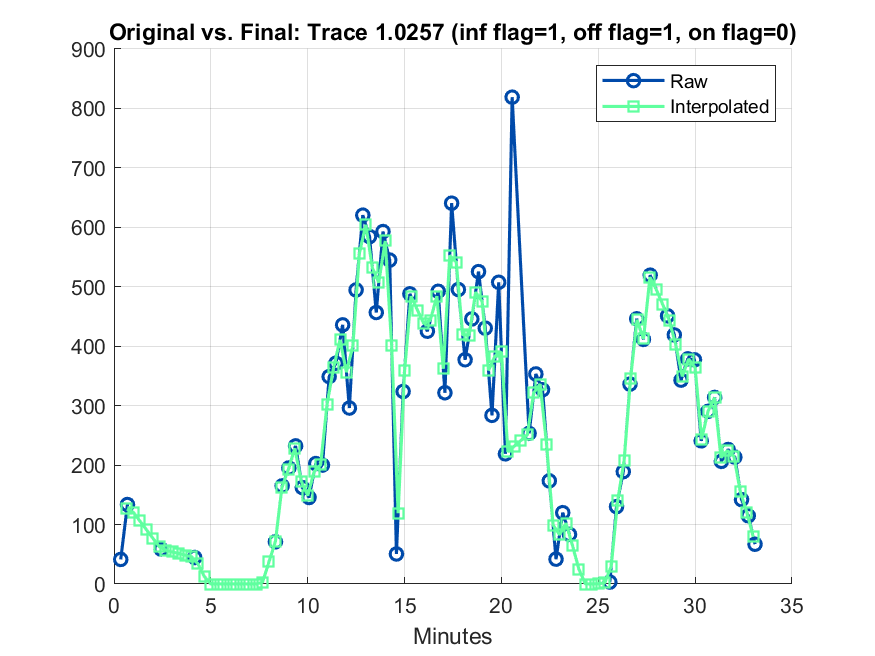 Original vs. Final: Trace 1.0257 (inf flag=1, off flag=1, on flag=0)
900
800
700
600
500
400
300
200
100
0
Raw
Interpolated
0 5 10 15 20 25 30 35
Minutes